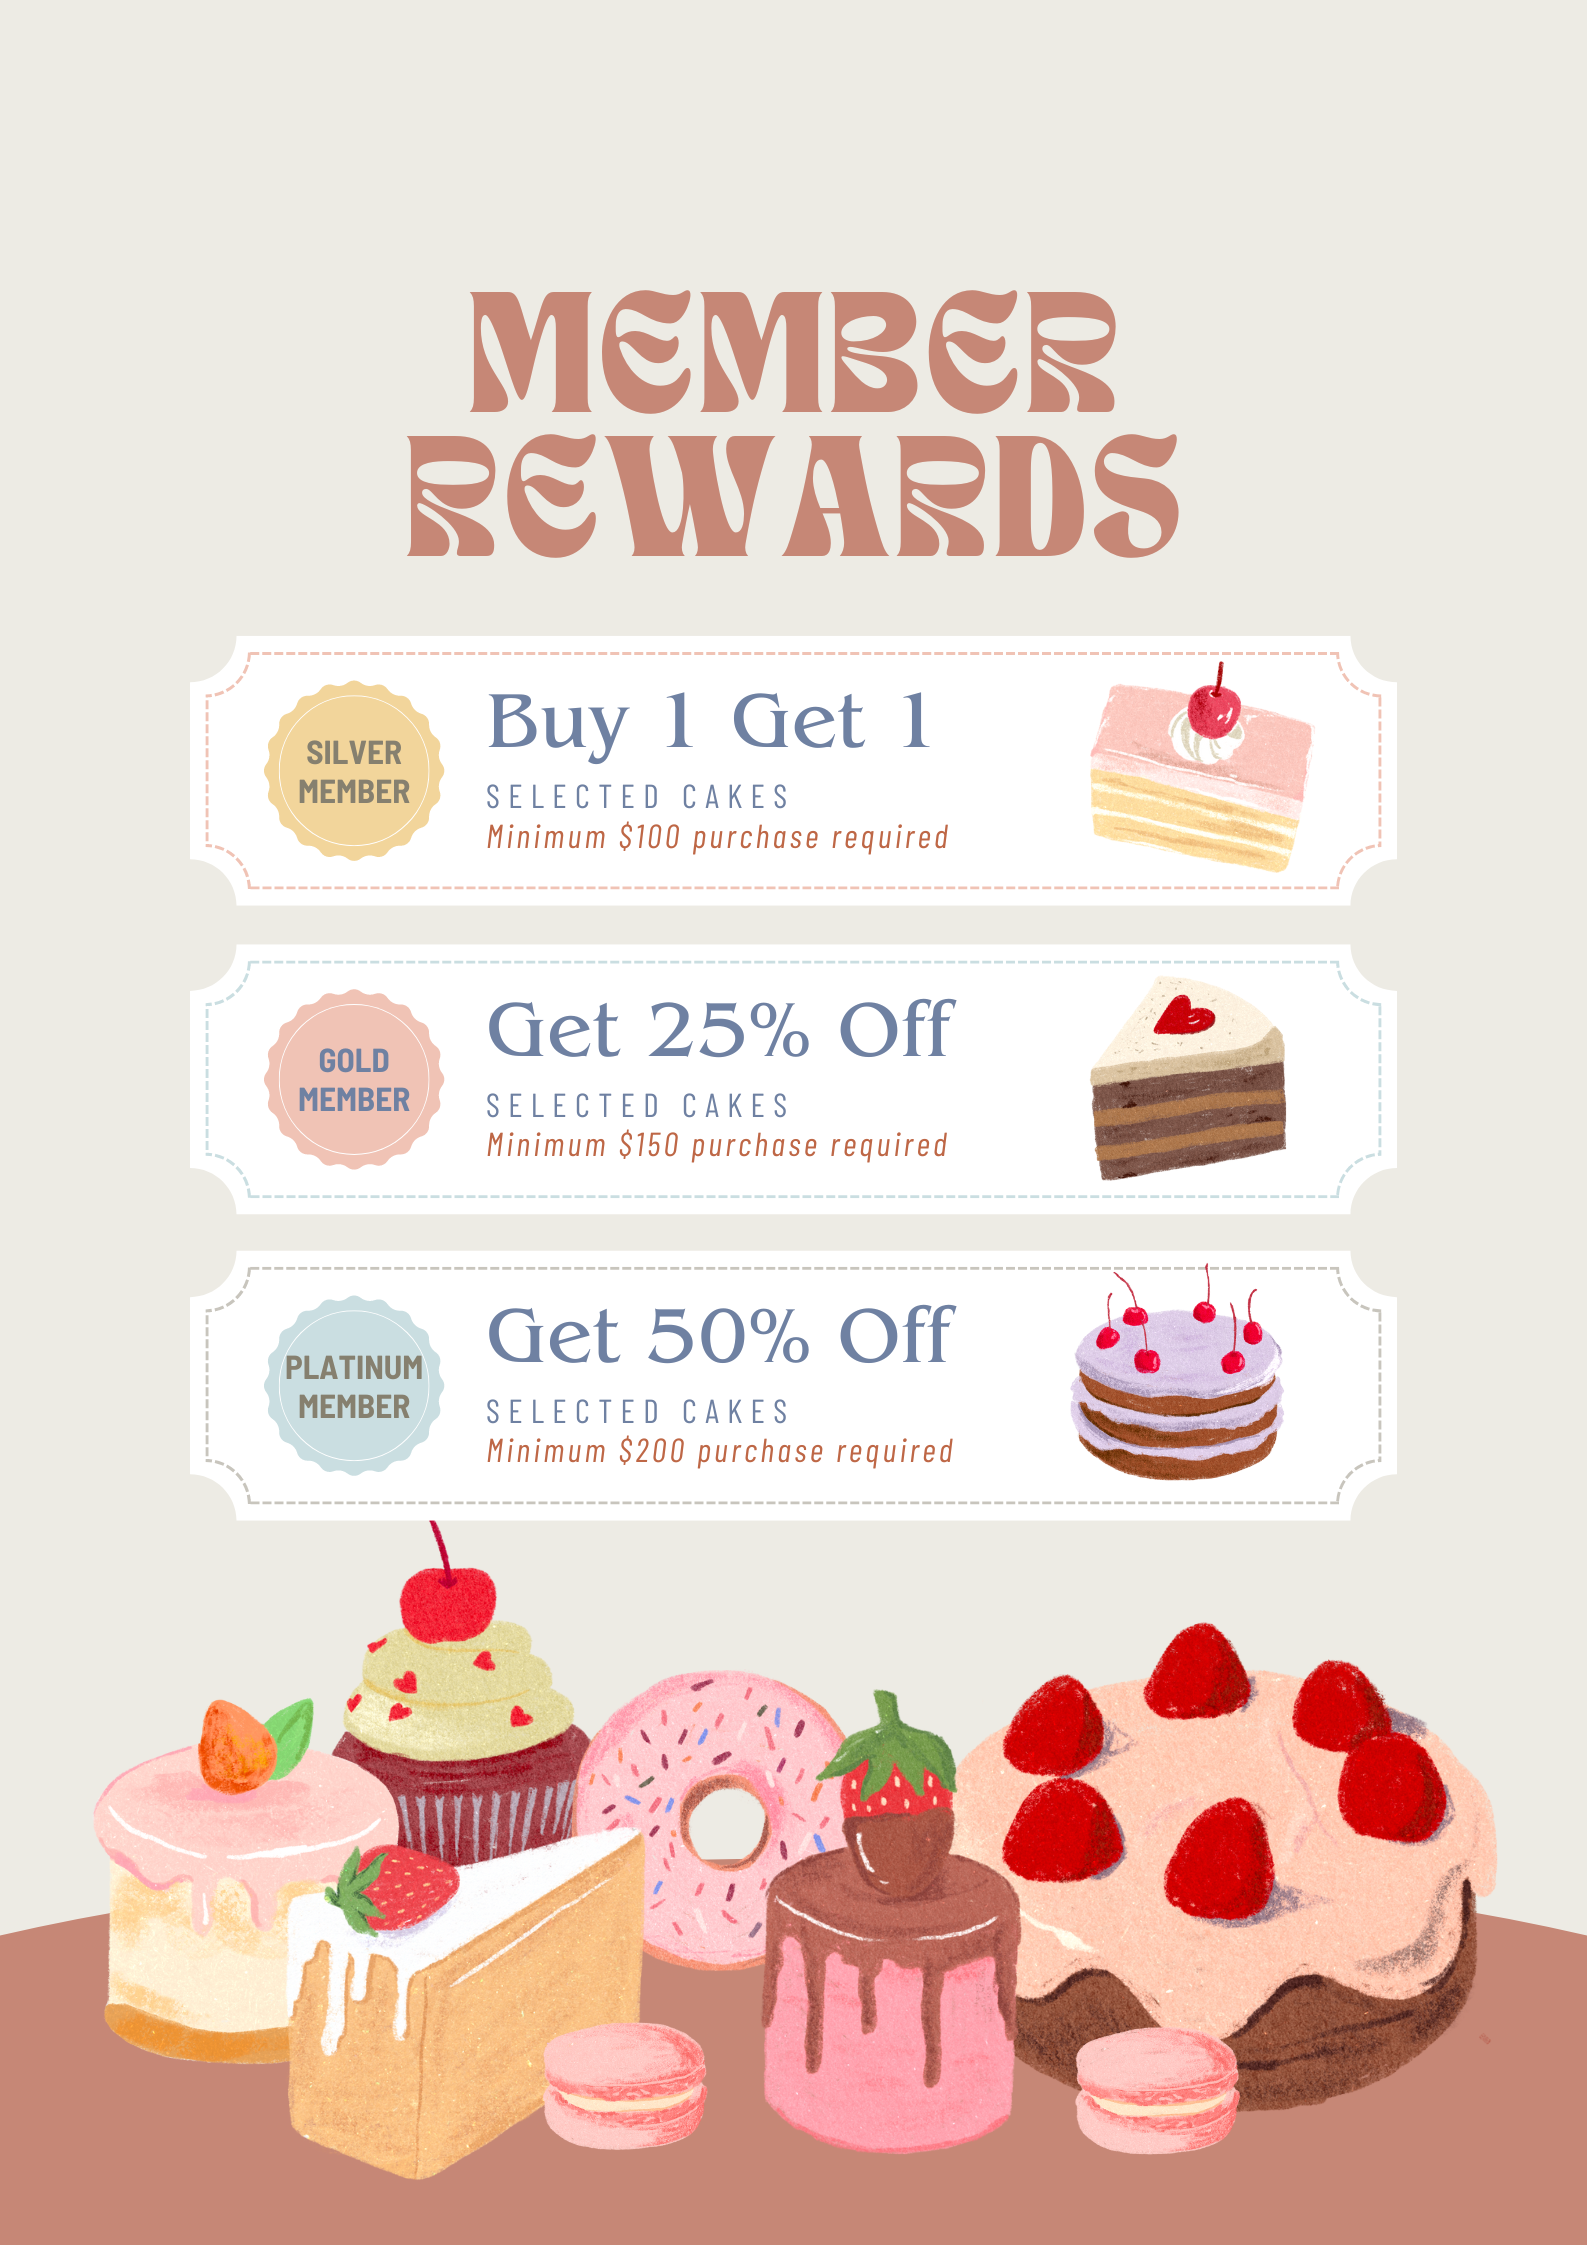 MEMBER
REWARDS
SILVER
MEMBER
Buy 1 Get 1
SELECTED CAKES
Minimum $100 purchase required
GOLD
MEMBER
Get 25% Off
SELECTED CAKES
Minimum $150 purchase required
PLATINUM
MEMBER
Get 50% Off
SELECTED CAKES
Minimum $200 purchase required